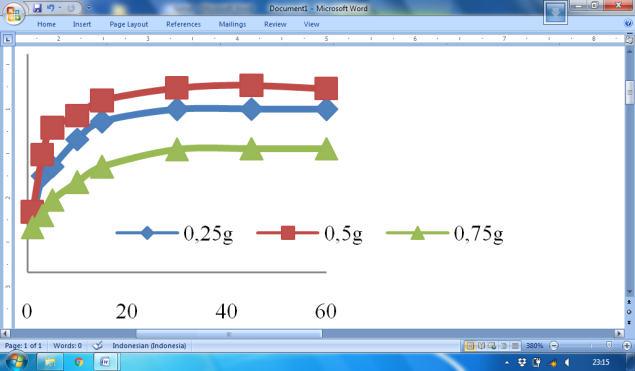 Document1 - Microsoft Word
Home Insert Page Layout References Mailings Review View
0,25g 0,5g 0,75g
0 20 40 60
Page: 1 of 1 Words: 0 Indonesian (Indonesia) 380%
23:15